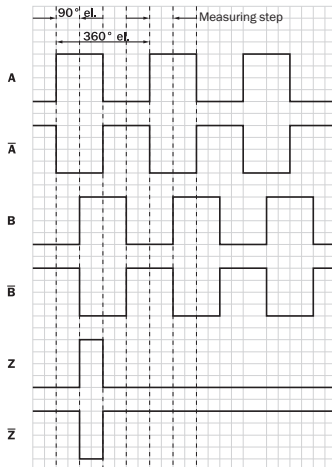 90° el.
Measuring step
360° el.
A
A̅
B
B̅
Z
Z̅